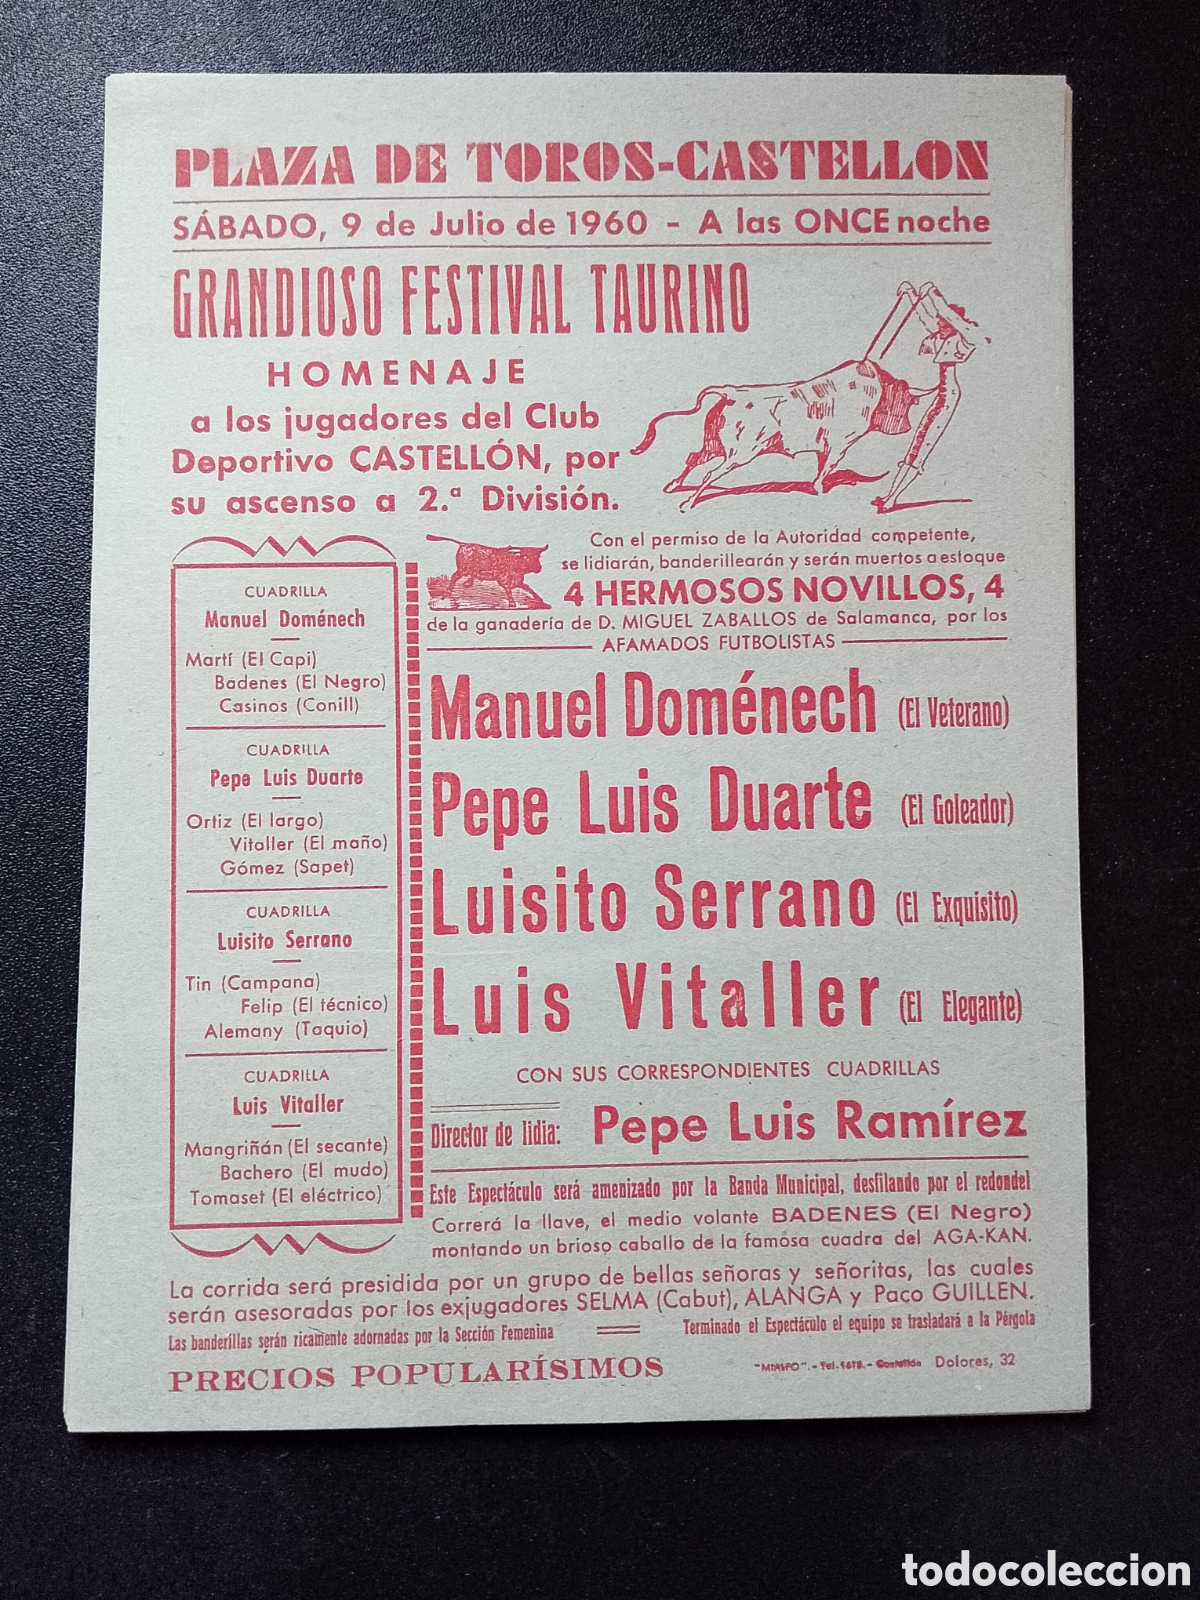 PLAZA DE TOROS-CASTELLON
SÁBADO, 9 de Julio de 1960 - A las ONCE noche
GRANDIOSO FESTIVAL TAURINO
HOMENAJE
a los jugadores del Club
Deportivo CASTELLÓN, por
su ascenso a 2.ª División.
CUADRILLA
Manuel Doménech
Martí (El Capi)
Badenes (El Negro)
Casinos (Conill)
CUADRILLA
Pepe Luis Duarte
Ortiz (El largo)
Vitaller (El maño)
Gómez (Sapet)
CUADRILLA
Luisito Serrano
Tin (Campana)
Felip (El técnico)
Alemany (Taquio)
CUADRILLA
Luis Vitaller
Mangriñán (El secante)
Bachero (El mudo)
Tomaset (El eléctrico)
Con el permiso de la Autoridad competente,
se lidiarán, banderillearán y serán muertos a estoque
4 HERMOSOS NOVILLOS, 4
de la ganadería de D. MIGUEL ZABALLOS de Salamanca, por los
AFAMADOS FUTBOLISTAS
Manuel Doménech (El Veterano)
Pepe Luis Duarte (El Goleador)
Luisito Serrano (El Exquisito)
Luis Vitaller (El Elegante)
CON SUS CORRESPONDIENTES CUADRILLAS
Director de lidia: Pepe Luis Ramírez
Este Espectáculo será amenizado por la Banda Municipal, desfilando por el redondel
Correrá la llave, el medio volante BADENES (El Negro)
montando un brioso caballo de la famosa cuadra del AGA-KAN.
La corrida será presidida por un grupo de bellas señoras y señoritas, las cuales
serán asesoradas por los exjugadores SELMA (Cabut), ALANGA y Paco GUILLEN.
Las banderillas serán ricamente adornadas por la Sección Femenina
Terminado el Espectáculo el equipo se trasladará a la Pérgola
PRECIOS POPULARÍSIMOS
"MIALFO".- Tel. 1618.- Castellón Dolores, 32
todocoleccion